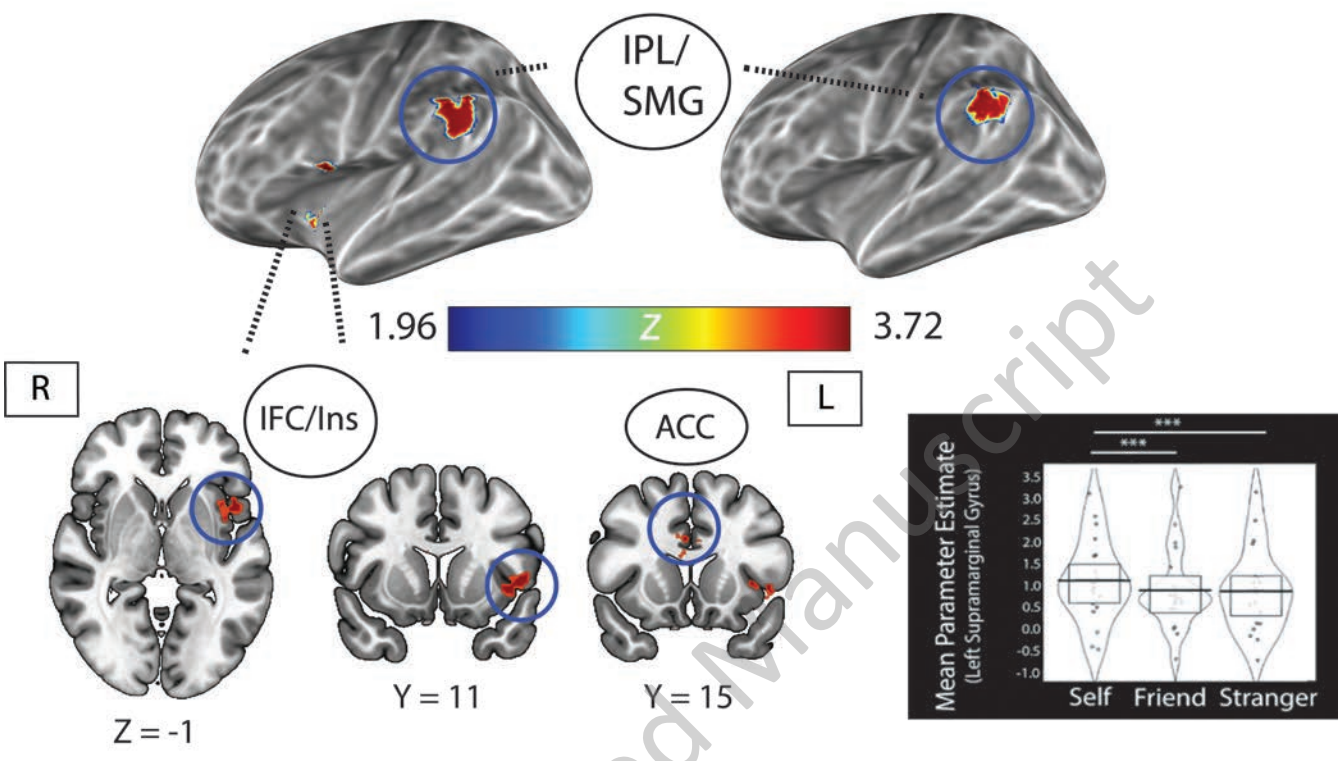 IPL/
SMG
1.96
Z
3.72
R
IFC/Ins
ACC
L
Z = -1
Y = 11
Y = 15
Mean Parameter Estimate
(Left Supramarginal Gyrus)
***
***
3.5
3.0
2.5
2.0
1.5
1.0
0.5
0.0
-0.5
-1.0
Self Friend Stranger
d Manuscript